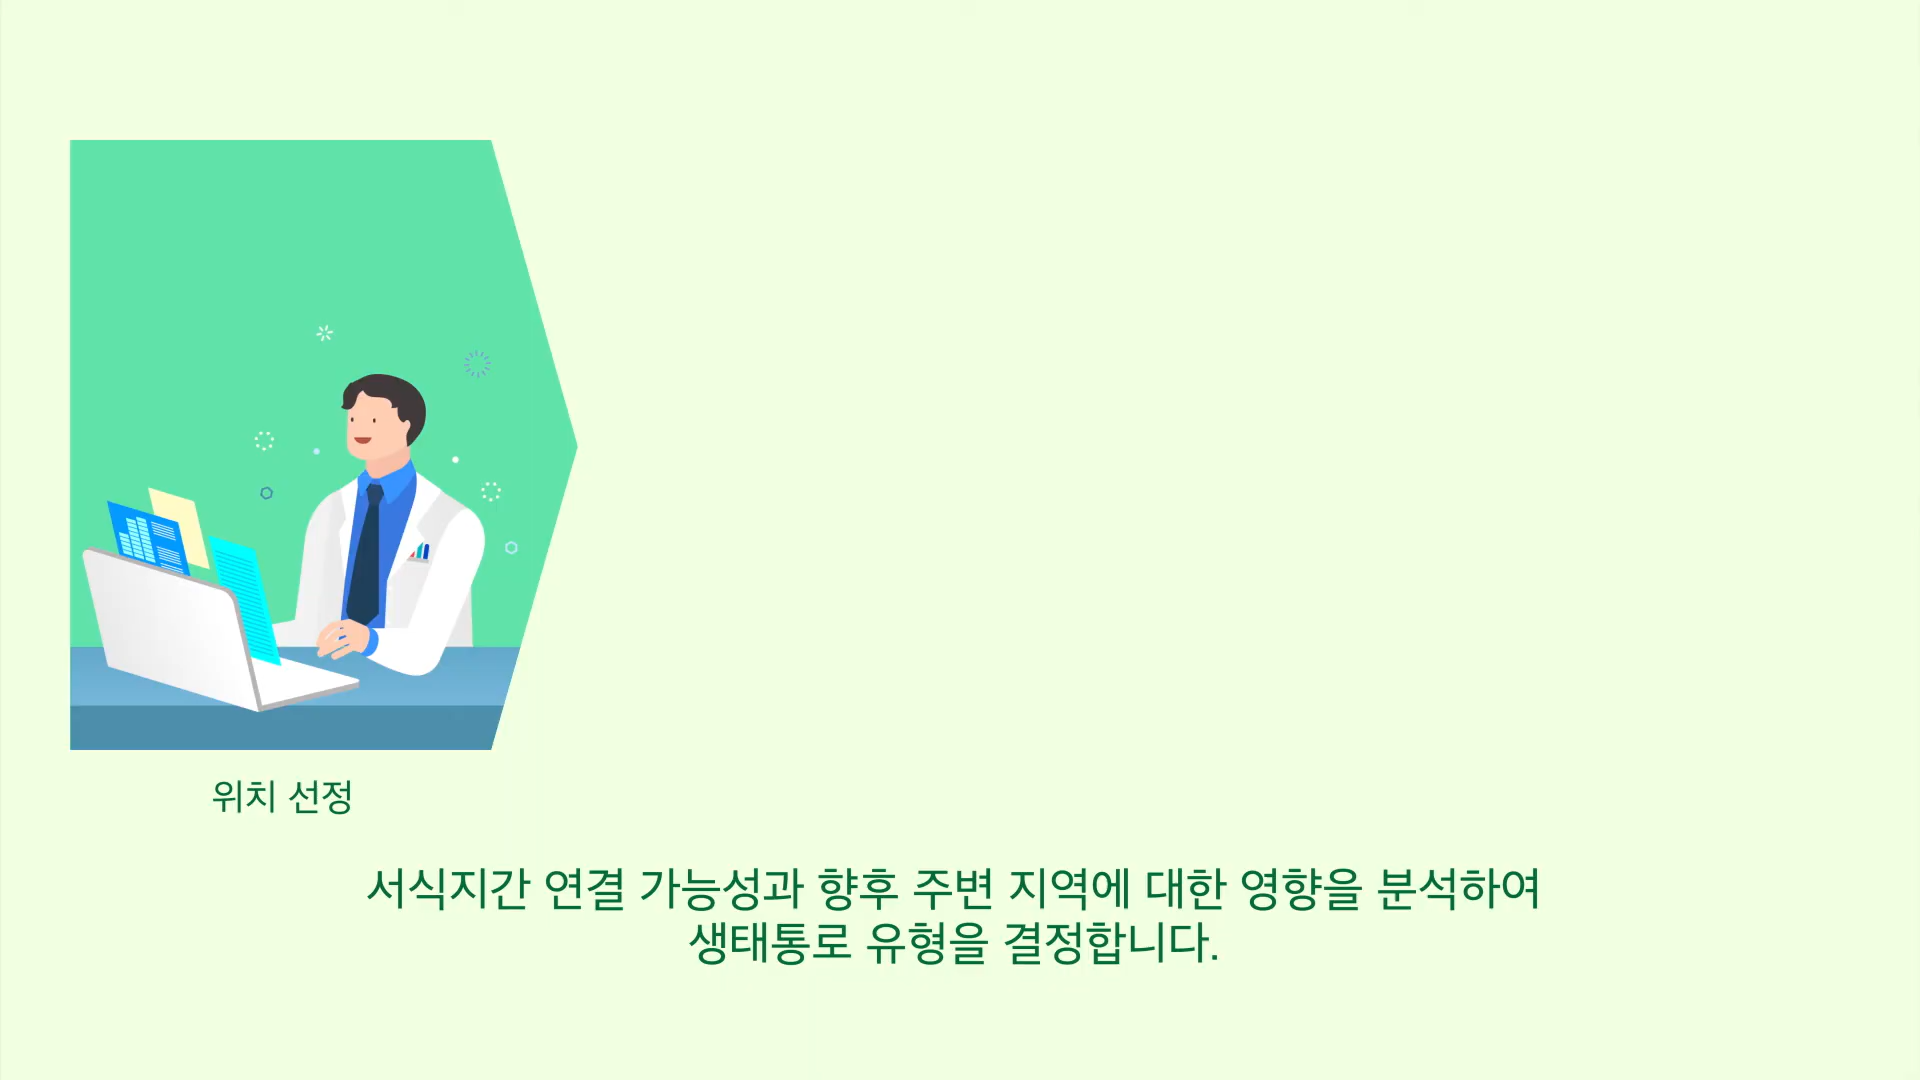 위치 선정
서식지간 연결 가능성과 향후 주변 지역에 대한 영향을 분석하여
생태통로 유형을 결정합니다.